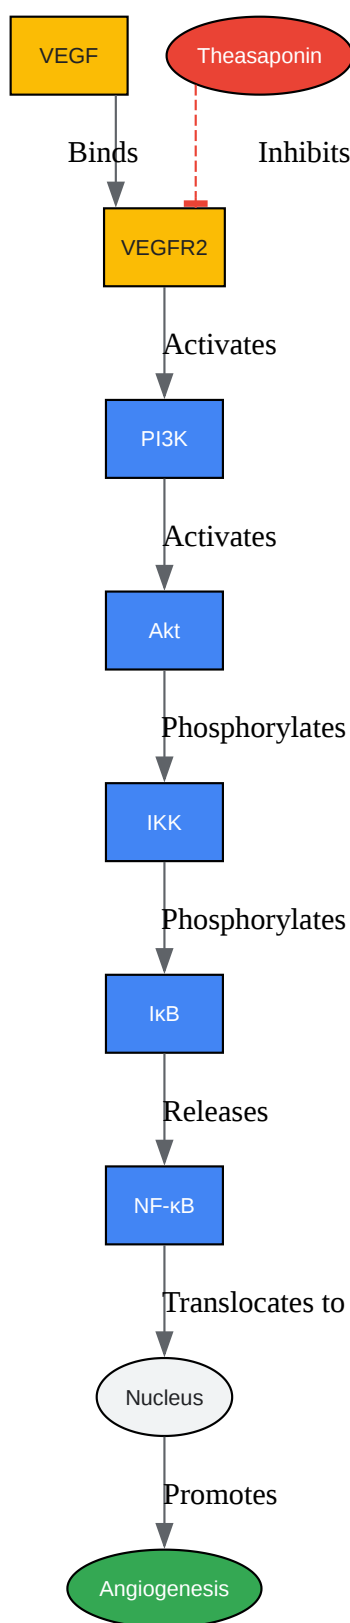 VEGF
Theasaponin
Binds
Inhibits
VEGFR2
Activates
PI3K
Activates
Akt
Phosphorylates
IKK
Phosphorylates
IκB
Releases
NF-κB
Translocates to
Nucleus
Promotes
Angiogenesis